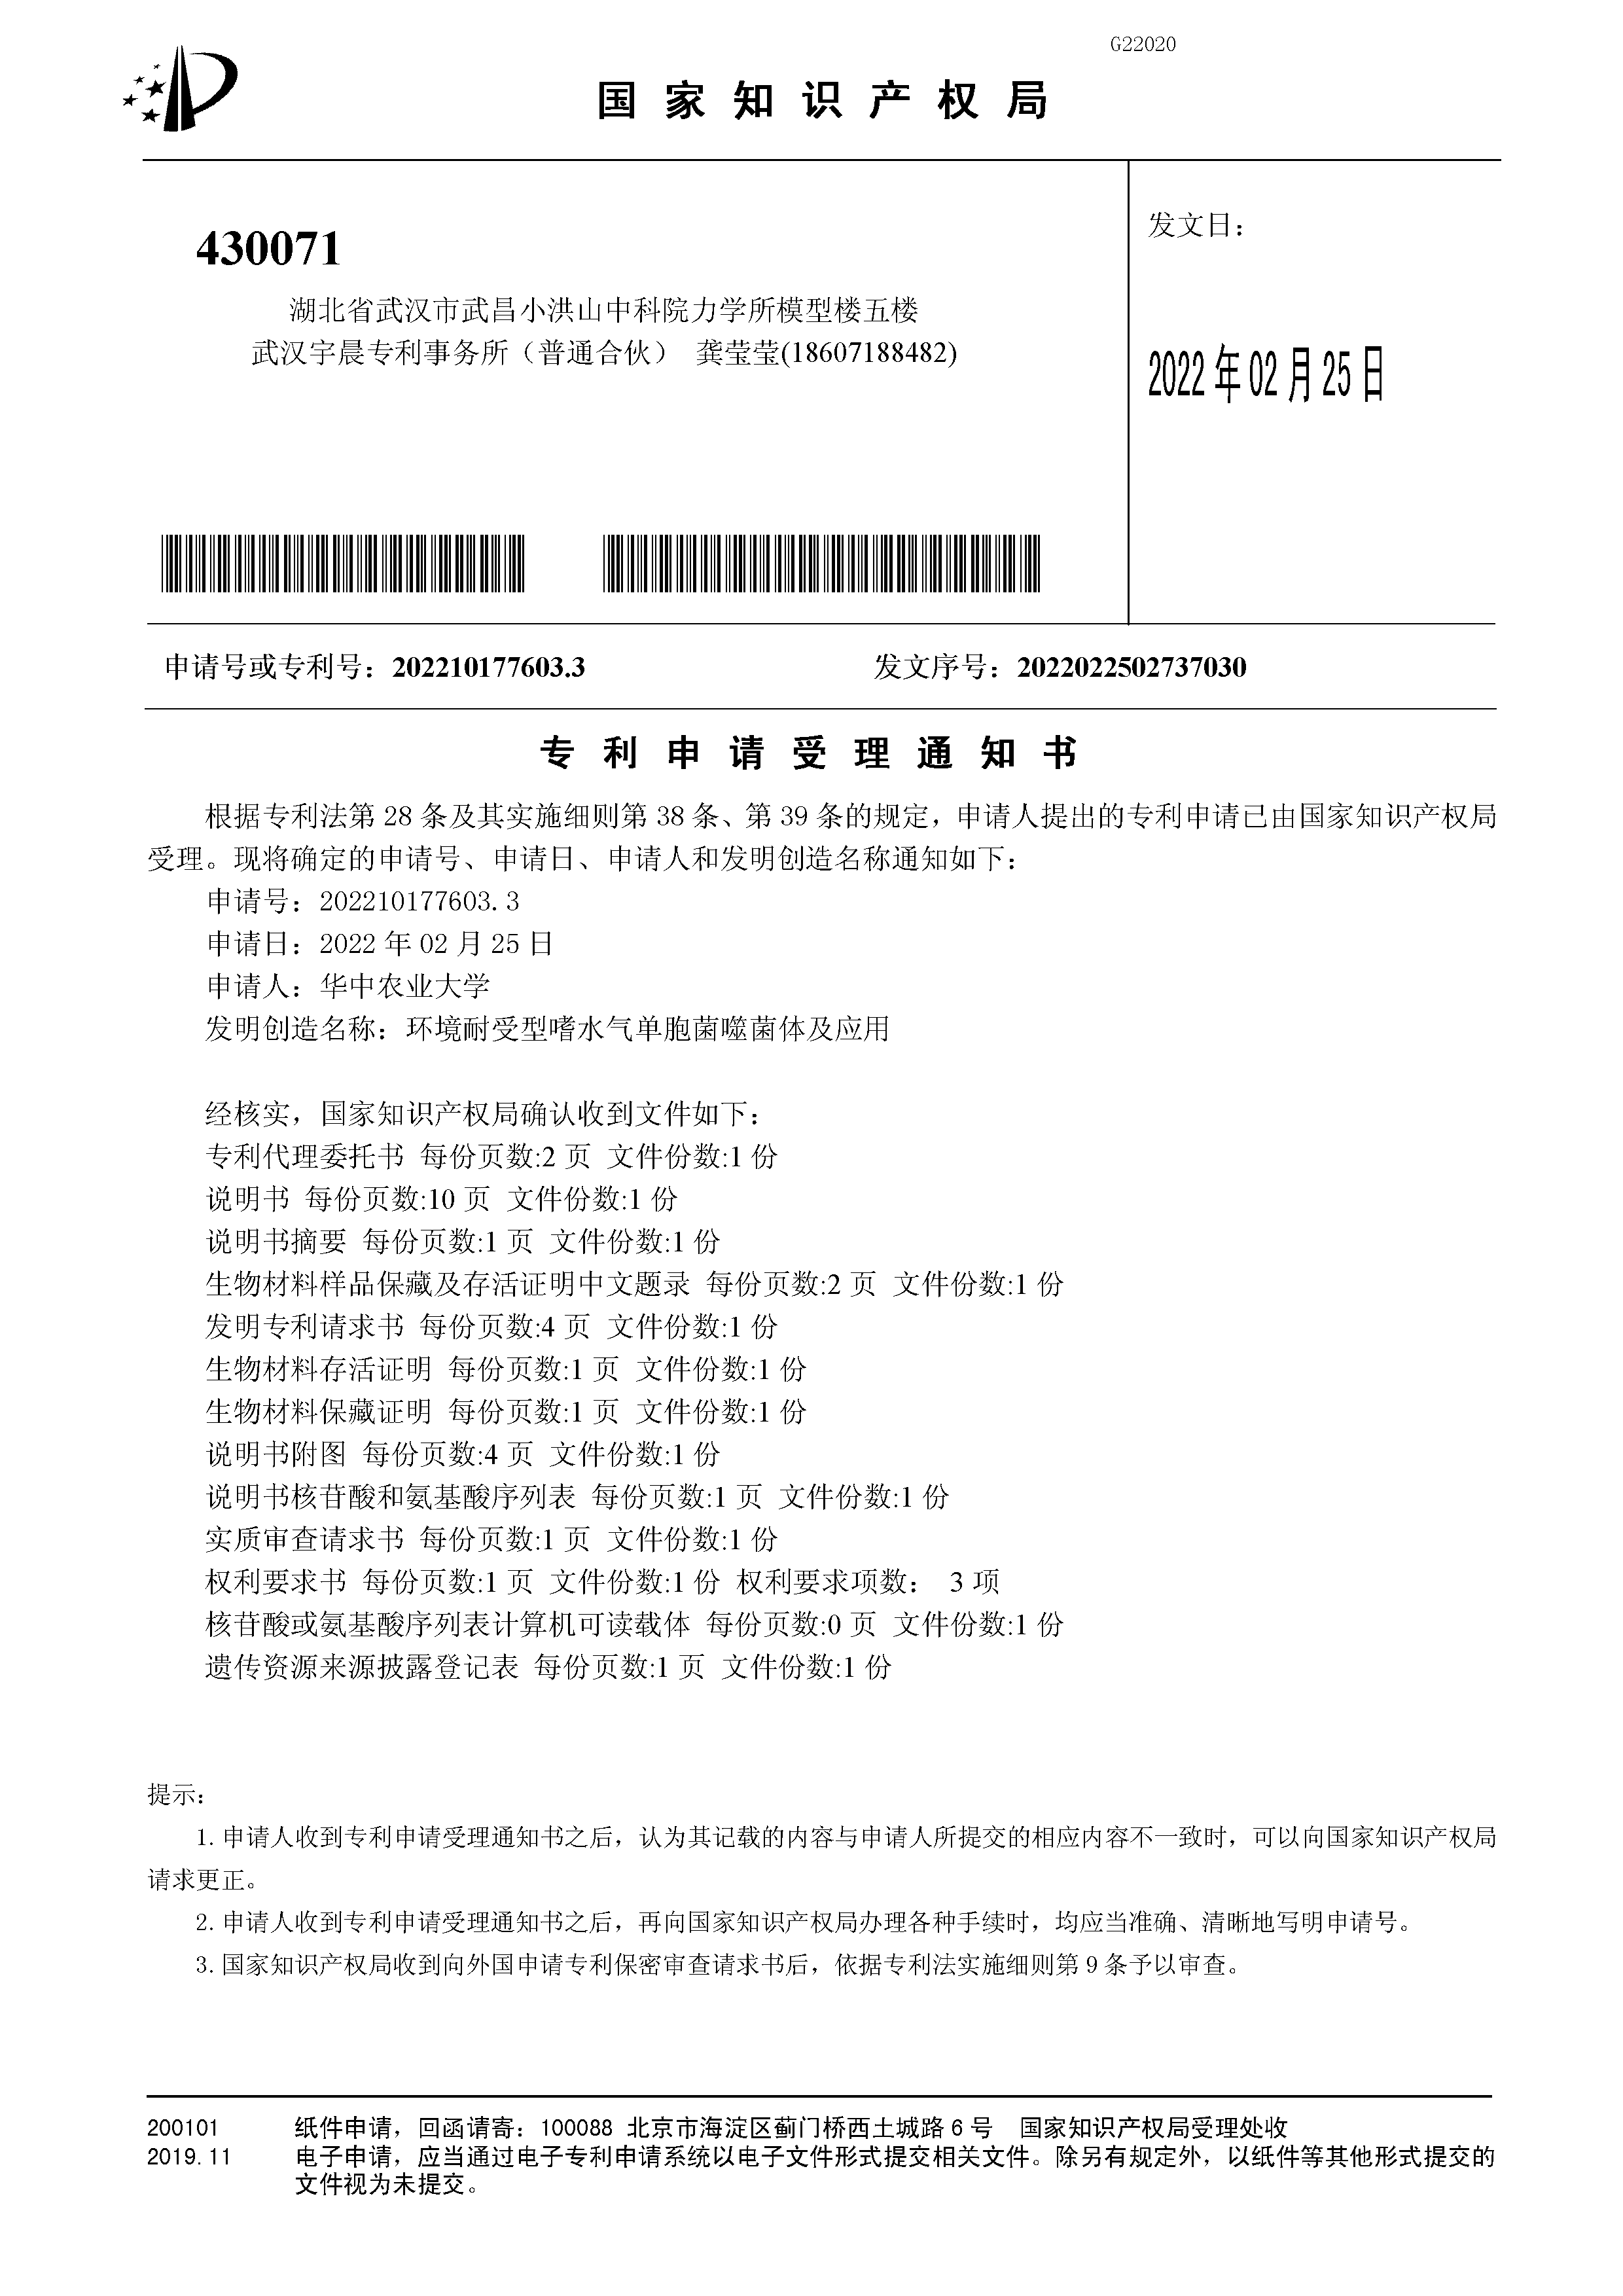 G22020
国家知识产权局
430071
湖北省武汉市武昌小洪山中科院力学所模型楼五楼
武汉宇晨专利事务所（普通合伙） 龚莹莹(18607188482)
发文日：
2022年02月25日
申请号或专利号：202210177603.3
发文序号：2022022502737030
专利申请受理通知书
根据专利法第 28 条及其实施细则第 38 条、第 39 条的规定，申请人提出的专利申请已由国家知识产权局
受理。现将确定的申请号、申请日、申请人和发明创造名称通知如下：
申请号：202210177603.3
申请日：2022 年 02 月 25 日
申请人：华中农业大学
发明创造名称：环境耐受型嗜水气单胞菌噬菌体及应用
经核实，国家知识产权局确认收到文件如下：
专利代理委托书 每份页数:2 页 文件份数:1 份
说明书 每份页数:10 页 文件份数:1 份
说明书摘要 每份页数:1 页 文件份数:1 份
生物材料样品保藏及存活证明中文题录 每份页数:2 页 文件份数:1 份
发明专利请求书 每份页数:4 页 文件份数:1 份
生物材料存活证明 每份页数:1 页 文件份数:1 份
生物材料保藏证明 每份页数:1 页 文件份数:1 份
说明书附图 每份页数:4 页 文件份数:1 份
说明书核苷酸和氨基酸序列表 每份页数:1 页 文件份数:1 份
实质审查请求书 每份页数:1 页 文件份数:1 份
权利要求书 每份页数:1 页 文件份数:1 份 权利要求项数： 3 项
核苷酸或氨基酸序列表计算机可读载体 每份页数:0 页 文件份数:1 份
遗传资源来源披露登记表 每份页数:1 页 文件份数:1 份
提示：
1. 申请人收到专利申请受理通知书之后，认为其记载的内容与申请人所提交的相应内容不一致时，可以向国家知识产权局
请求更正。
2. 申请人收到专利申请受理通知书之后，再向国家知识产权局办理各种手续时，均应当准确、清晰地写明申请号。
3. 国家知识产权局收到向外国申请专利保密审查请求书后，依据专利法实施细则第 9 条予以审查。
200101 纸件申请，回函请寄：100088 北京市海淀区蓟门桥西土城路 6 号 国家知识产权局受理处收
2019.11 电子申请，应当通过电子专利申请系统以电子文件形式提交相关文件。除另有规定外，以纸件等其他形式提交的
文件视为未提交。